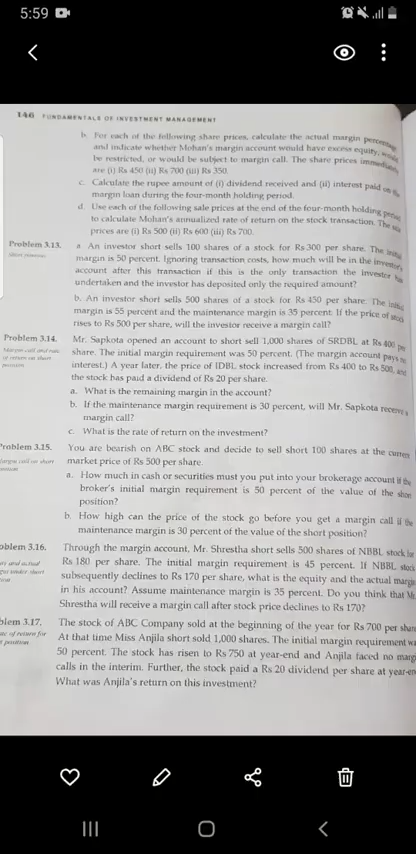 5:59
146 FUNDAMENTALS OF INVESTMENT MANAGEMENT
b. For each of the following share prices, calculate the actual margin percentage
and indicate whether Mohan's margin account would have excess equity, would
be restricted, or would be subject to margin call. The share prices immediately
are (i) Rs 450 (ii) Rs 700 (iii) Rs 350.
c. Calculate the rupee amount of (i) dividend received and (ii) interest paid on the
margin loan during the four-month holding period.
d. Use each of the following sale prices at the end of the four-month holding period
to calculate Mohan's annualized rate of return on the stock transaction. The
prices are (i) Rs 500 (ii) Rs 600 (iii) Rs 700.
Problem 3.13. a. An investor sells 100 shares of a stock for Rs 300 per share. The initial
margin is 50 percent. Ignoring transaction costs, how much will be in the investor's
account after this transaction if this is the only transaction the investor has
undertaken and the investor has deposited only the required amount?
b. An investor short sells 500 shares of a stock for Rs 450 per share. The initial
margin is 55 percent and the maintenance margin is 35 percent. If the price of stock
rises to Rs 500 per share, will the investor receive a margin call?
Problem 3.14. Mr. Sapkota opened an account to short sell 1,000 shares of SRDBL at Rs 400 per
Margin call and rate share. The initial margin requirement was 50 percent. (The margin account pays no
of return on short interest.) A year later, the price of IDBL stock increased from Rs 400 to Rs 500, and
position the stock has paid a dividend of Rs 20 per share.
a. What is the remaining margin in the account?
b. If the maintenance margin requirement is 30 percent, will Mr. Sapkota receive a
margin call?
c. What is the rate of return on the investment?
Problem 3.15. You are bearish on ABC stock and decide to sell short 100 shares at the current
call on short market price of Rs 500 per share.
a. How much in cash or securities must you put into your brokerage account if the
broker's initial margin requirement is 50 percent of the value of the short
position?
b. How high can the price of the stock go before you get a margin call if the
maintenance margin is 30 percent of the value of the short position?
oblem 3.16. Through the margin account, Mr. Shrestha short sells 500 shares of NBBL stock for
and actual Rs 180 per share. The initial margin requirement is 45 percent. If NBBL stock
under short subsequently declines to Rs 170 per share, what is the equity and the actual margin
in his account? Assume maintenance margin is 35 percent. Do you think that Mr.
Shrestha will receive a margin call after stock price declines to Rs 170?
blem 3.17. The stock of ABC Company sold at the beginning of the year for Rs 700 per share.
of return for At that time Miss Anjila short sold 1,000 shares. The initial margin requirement wa
position 50 percent. The stock has risen to Rs 750 at year-end and Anjila faced no margi
calls in the interim. Further, the stock paid a Rs 20 dividend per share at year-en
What was Anjila's return on this investment?